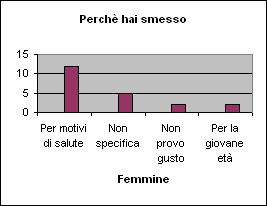 Perchè hai smesso
15
10
5
0
Per motivi di salute
Non specifica
Non provo gusto
Per la giovane età
Femmine